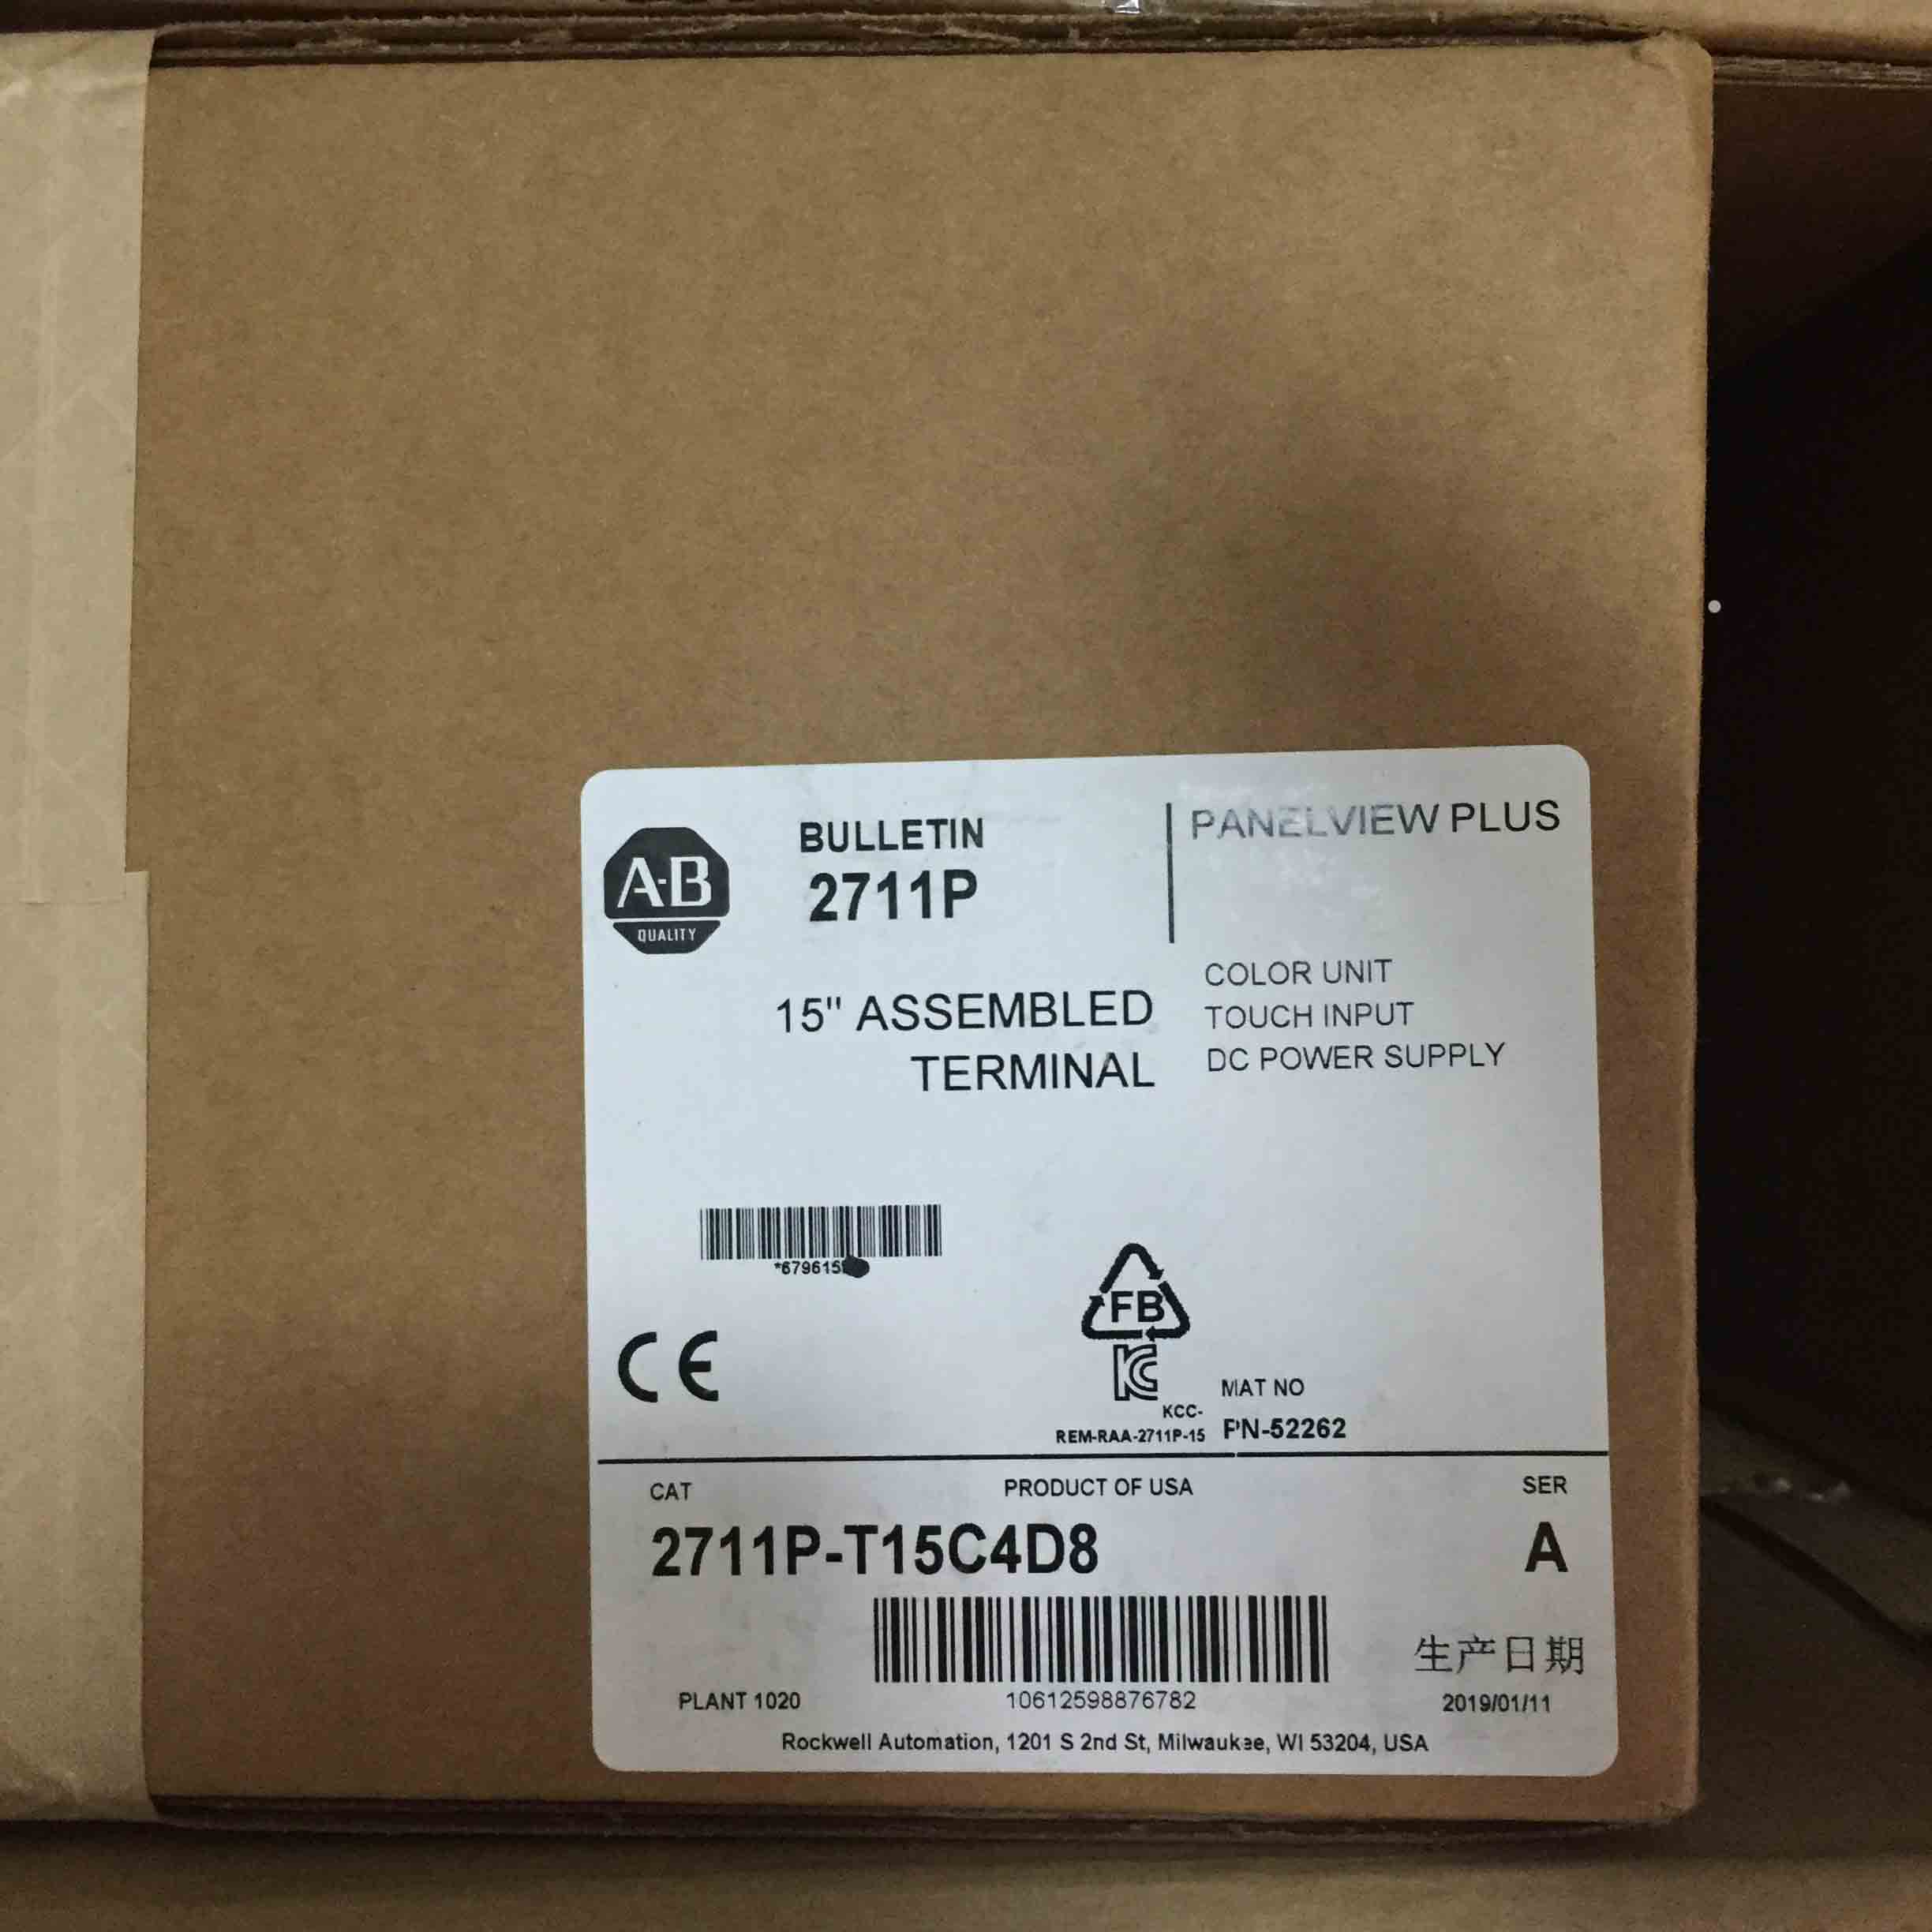 A-B
QUALITY
BULLETIN
2711P
PANELVIEW PLUS
15" ASSEMBLED
TERMINAL
COLOR UNIT
TOUCH INPUT
DC POWER SUPPLY
FB
KCC-
REM-RAA-2711P-15
MAT NO
PN-52262
CE
CAT
PRODUCT OF USA
SER
2711P-T15C4D8
A
生产日期
PLANT 1020
10612598876782
2019/01/11
Rockwell Automation, 1201 S 2nd St, Milwaukee, WI 53204, USA